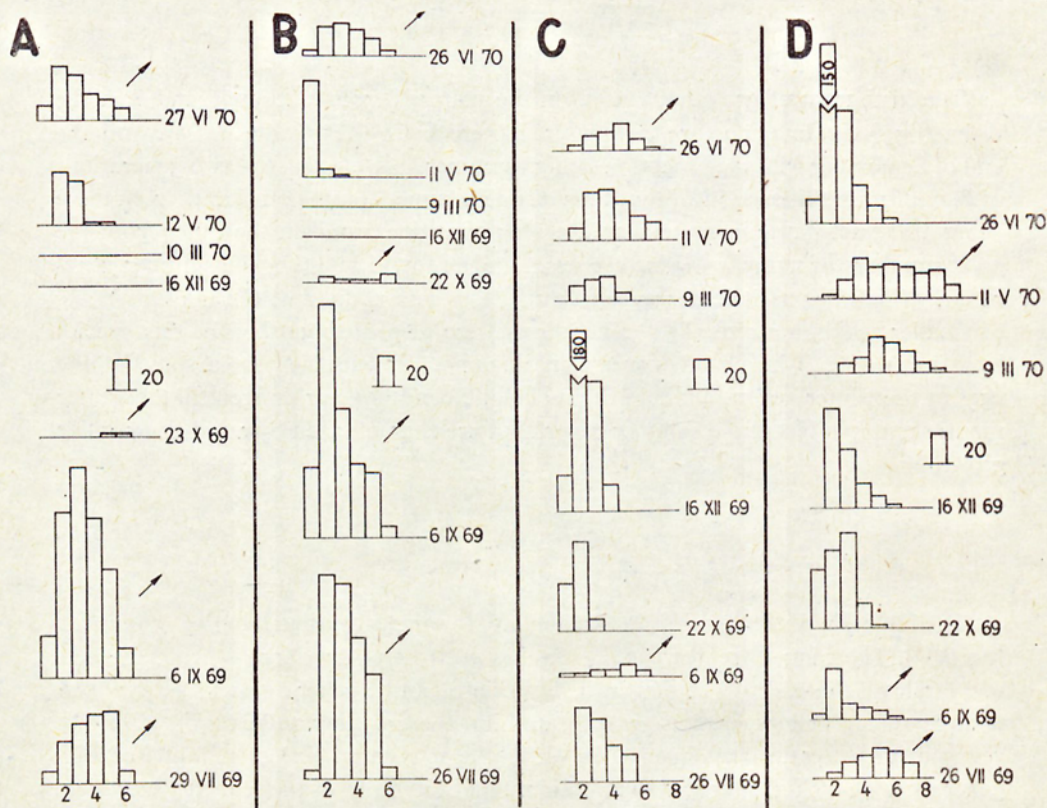 A
27 VI 70
12 V 70
10 III 70
16 XII 69
20
23 X 69
6 IX 69
29 VII 69
2 4 6
B
26 VI 70
11 V 70
9 III 70
16 XII 69
22 X 69
20
6 IX 69
26 VII 69
2 4 6
C
26 VI 70
11 V 70
9 III 70
180
20
16 XII 69
22 X 69
6 IX 69
26 VII 69
2 4 6 8
D
150
26 VI 70
11 V 70
9 III 70
20
16 XII 69
22 X 69
6 IX 69
26 VII 69
2 4 6 8